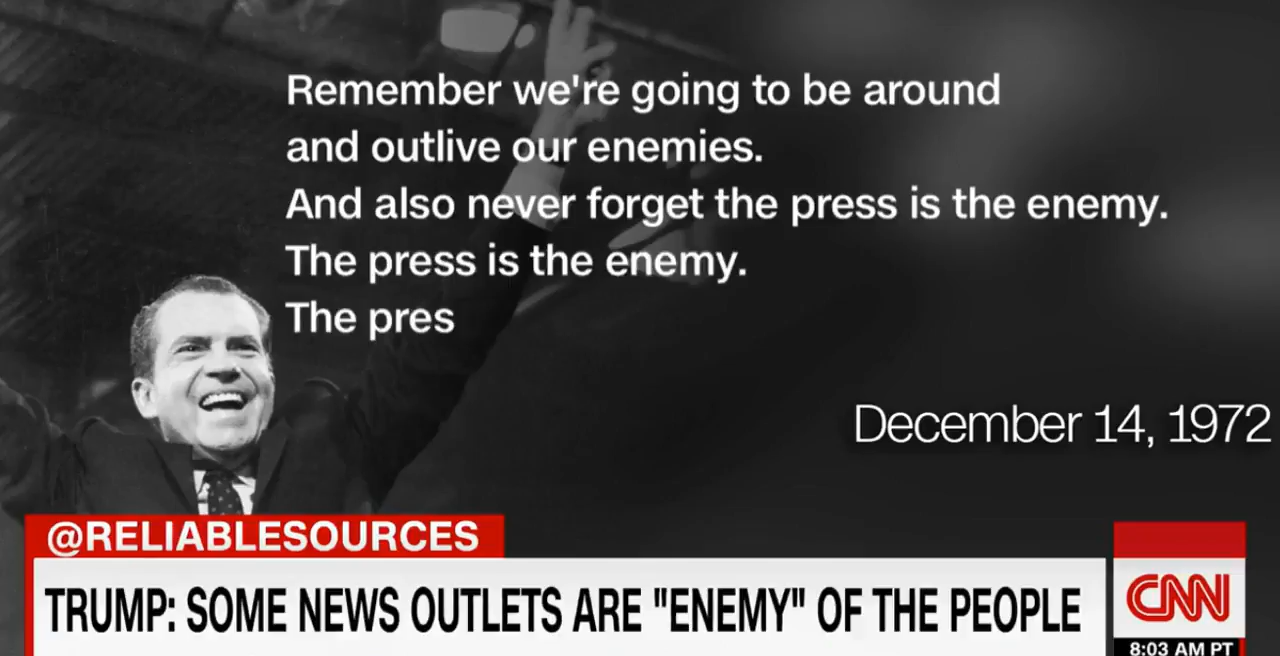 Remember we're going to be around
and outlive our enemies.
And also never forget the press is the enemy.
The press is the enemy.
The pres
December 14, 1972
@RELIABLESOURCES
TRUMP: SOME NEWS OUTLETS ARE "ENEMY" OF THE PEOPLE
CNN
8:03 AM PT